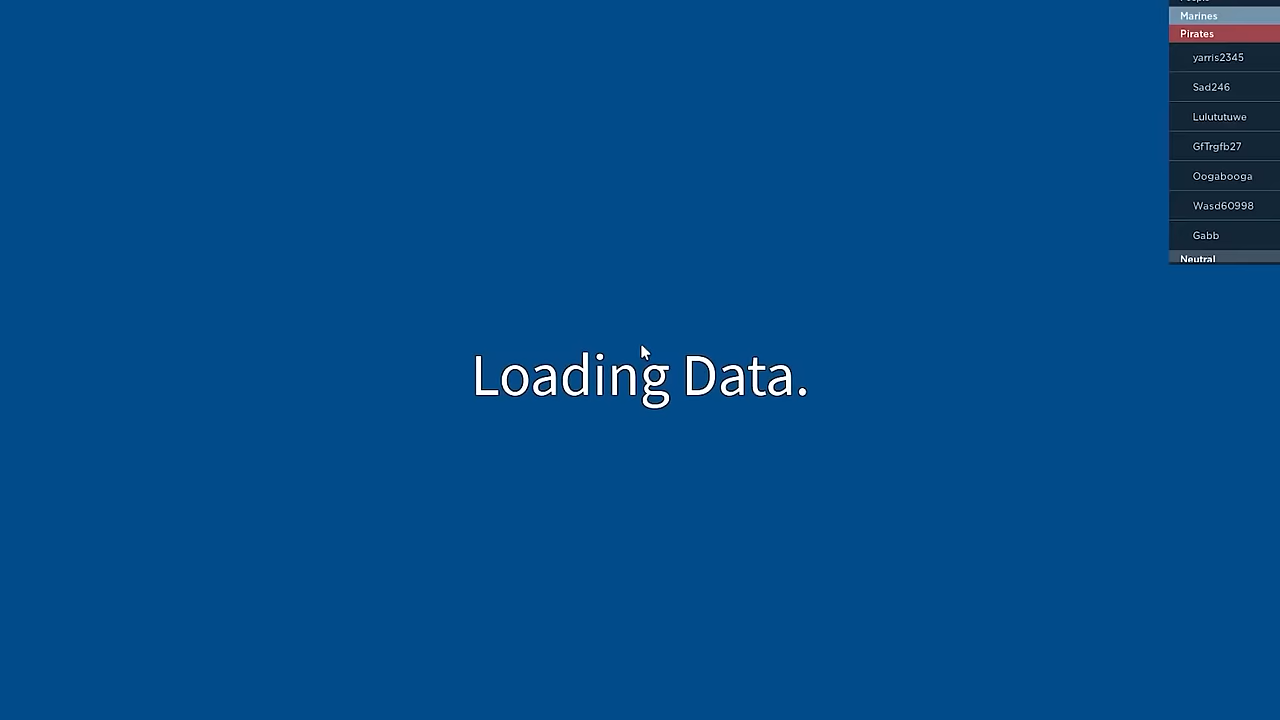 Marines
Pirates
yarris2345
Sad246
Lulututuwe
GfTrgfb27
Oogabooga
Wasd60998
Gabb
Neutral
Loading Data.